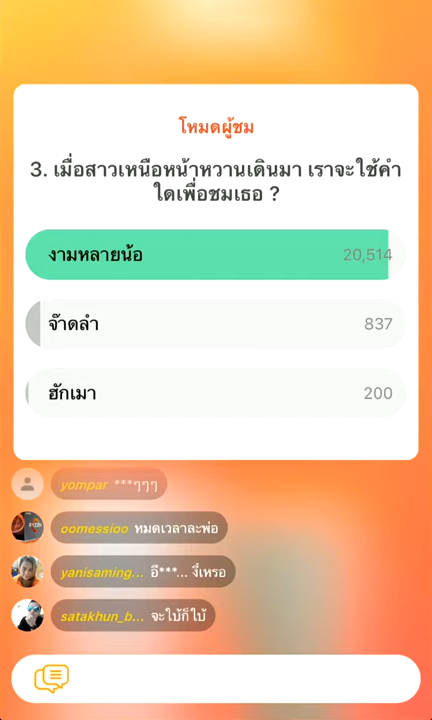 โหมดผู้ชม
3. เมื่อสาวเหนือหน้าหวานเดินมา เราจะใช้คำ
ใดเพื่อชมเธอ ?
งามหลายน้อ 20,514
จ๊าดลำ 837
ฮักเมา 200
yompar ***ๆๆๆ
oomessioo หมดเวลาละพ่อ
yanisaming... อี***... งี่เหรอ
satakhun_b... จะใบ้ก็ใบ้